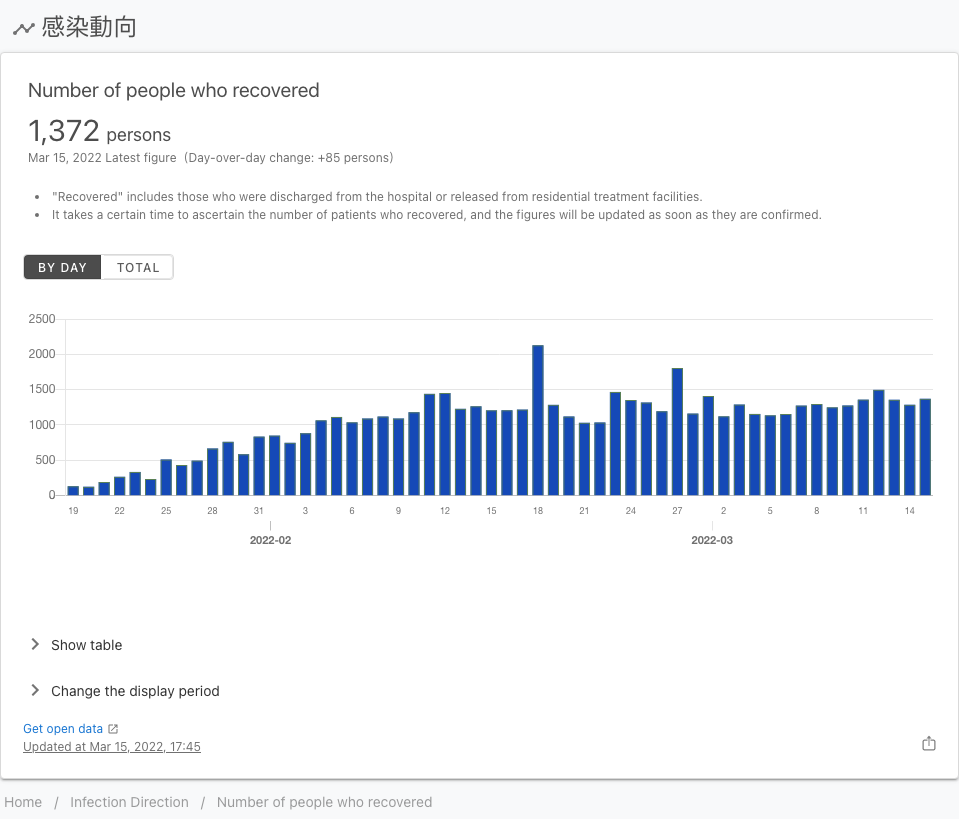 感染動向
Number of people who recovered
1,372 persons
Mar 15, 2022 Latest figure (Day-over-day change: +85 persons)
• "Recovered" includes those who were discharged from the hospital or released from residential treatment facilities.
• It takes a certain time to ascertain the number of patients who recovered, and the figures will be updated as soon as they are confirmed.
BY DAY TOTAL
2500
2000
1500
1000
500
0
19 22 25 28 31 3 6 9 12 15 18 21 24 27 2 5 8 11 14
2022-02 2022-03
Show table
Change the display period
Get open data
Updated at Mar 15, 2022, 17:45
Home / Infection Direction / Number of people who recovered